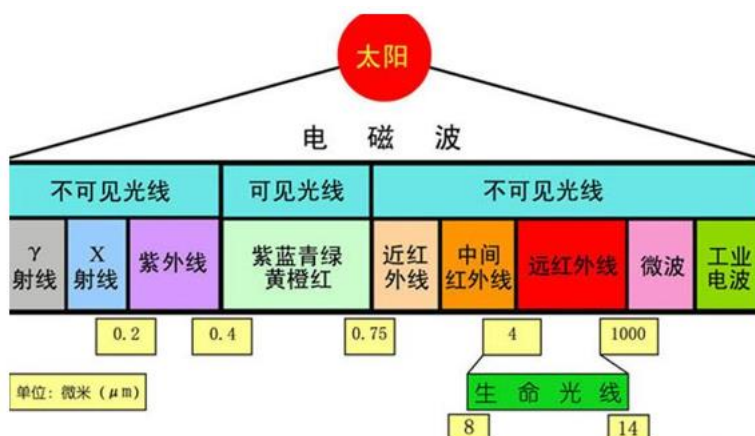 太阳
电 磁 波
不可见光线 可见光线 不可见光线
γ
射线
X
射线
紫外线
紫蓝青绿
黄橙红
近红
外线
中间
红外线
远红外线
微波
工业
电波
0.2 0.4 0.75 4 1000
单位: 微米 (μm)
生 命 光 线
8 14